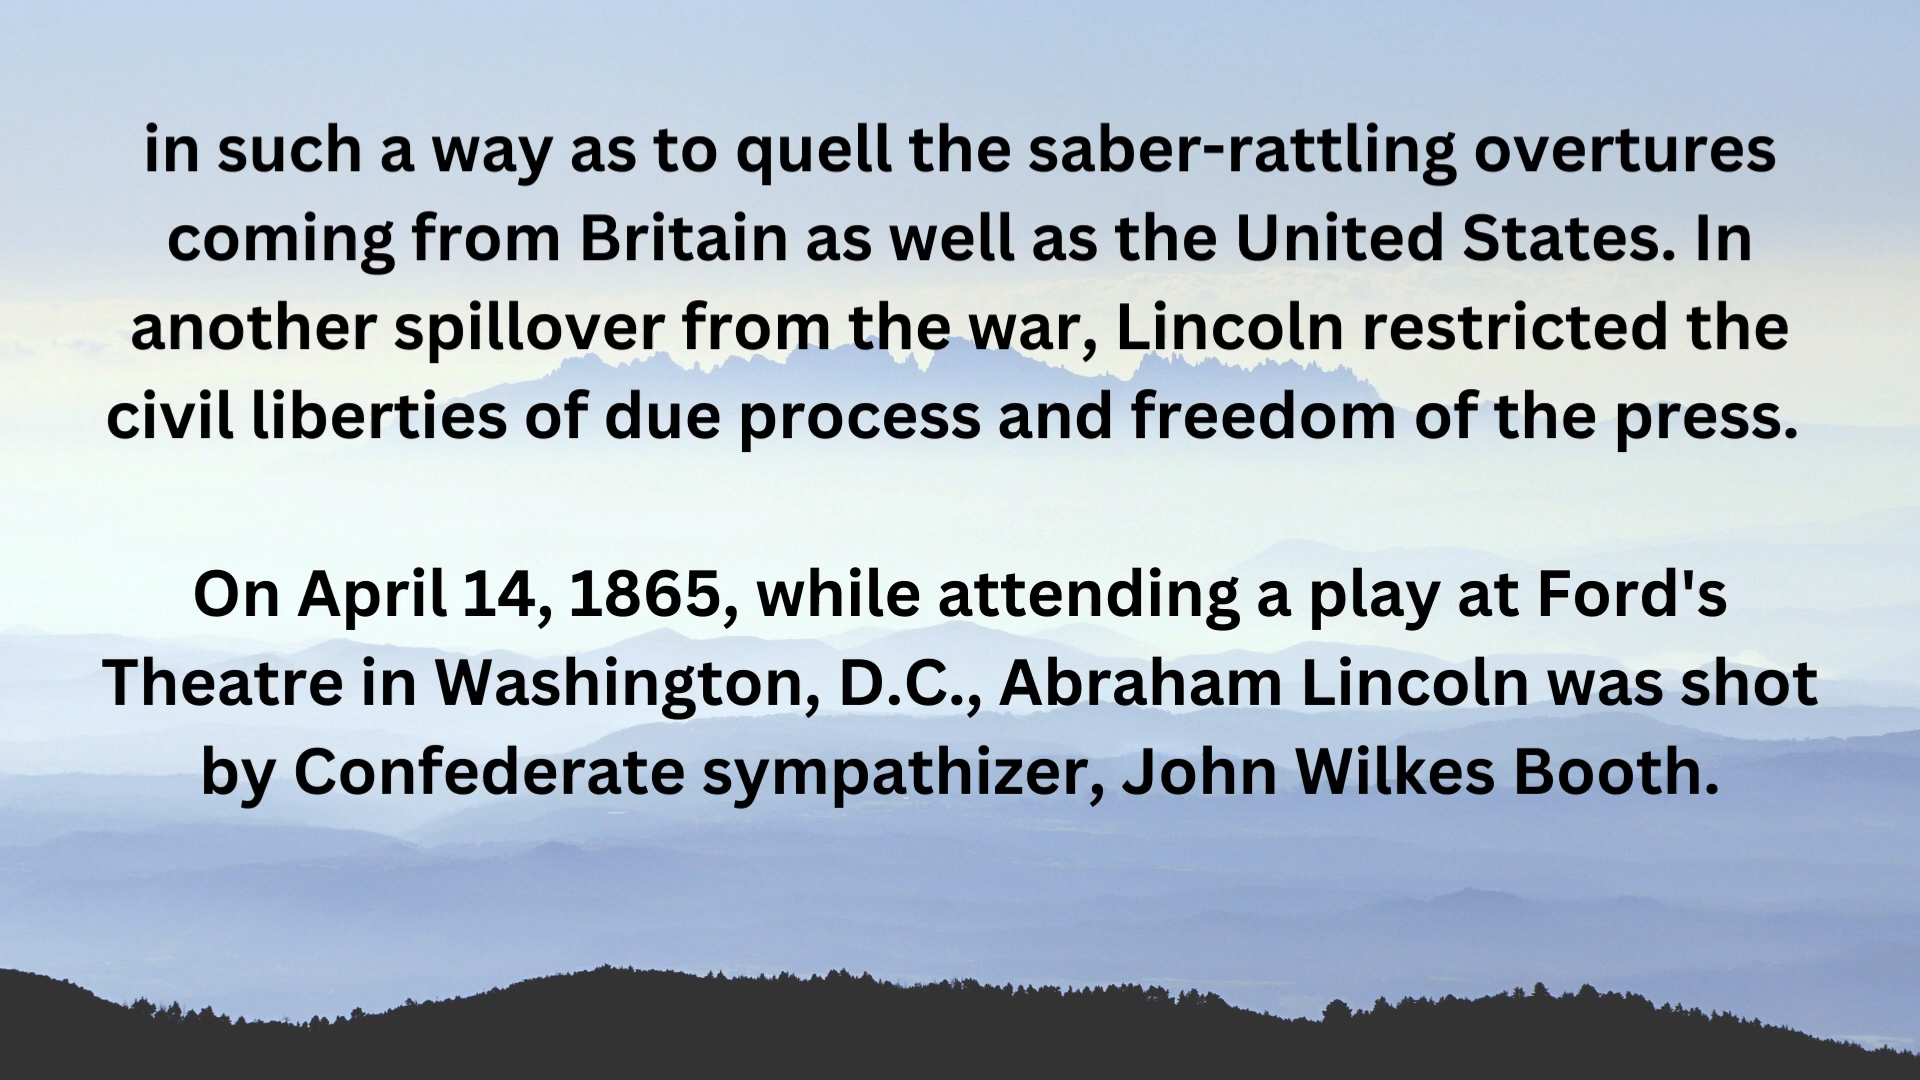 in such a way as to quell the saber-rattling overtures
coming from Britain as well as the United States. In
another spillover from the war, Lincoln restricted the
civil liberties of due process and freedom of the press.
On April 14, 1865, while attending a play at Ford's
Theatre in Washington, D.C., Abraham Lincoln was shot
by Confederate sympathizer, John Wilkes Booth.